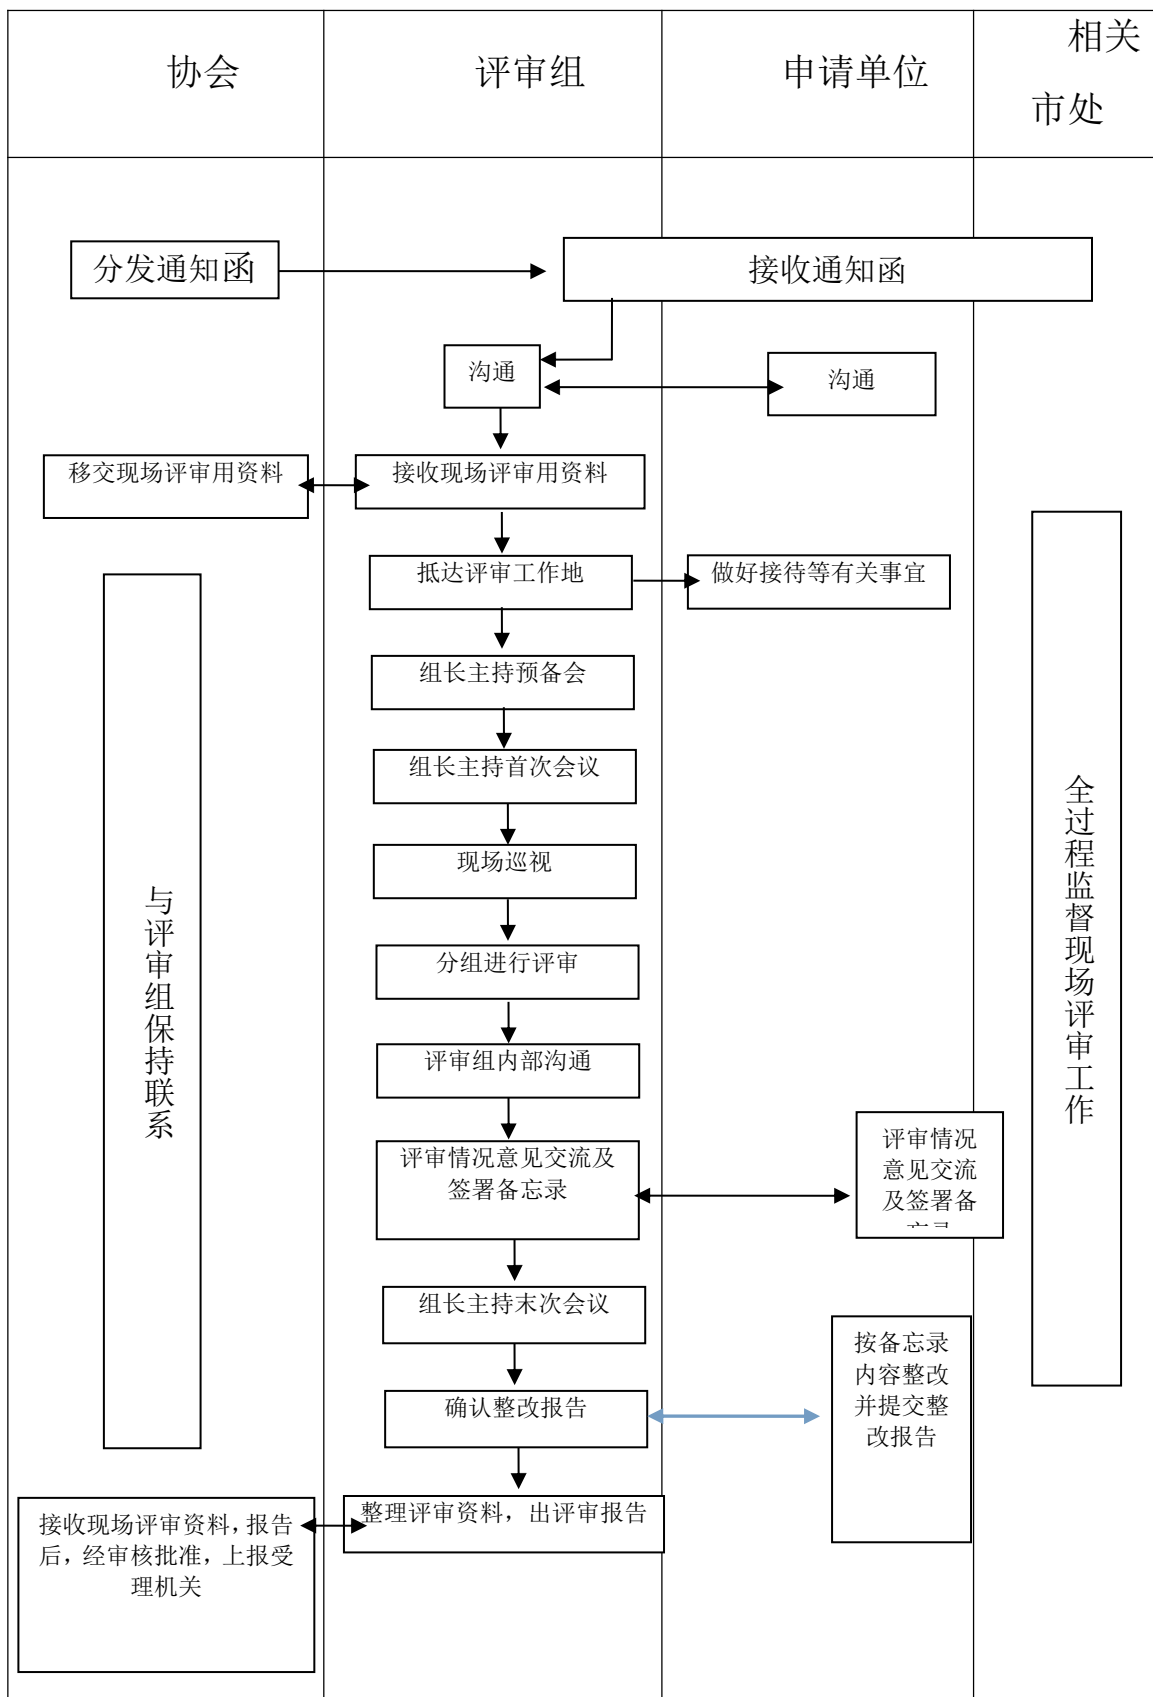 协会
评审组
申请单位
相关
市处
分发通知函
接收通知函
沟通
沟通
移交现场评审用资料
接收现场评审用资料
抵达评审工作地
做好接待等有关事宜
组长主持预备会
组长主持首次会议
现场巡视
分组进行评审
评审组内部沟通
与评审组保持联系
全过程监督现场评审工作
评审情况意见交流及
签署备忘录
评审情况
意见交流
及签署备
忘录
组长主持末次会议
确认整改报告
按备忘录
内容整改
并提交整
改报告
整理评审资料，出评审报告
接收现场评审资料，报告
后，经审核批准，上报受
理机关